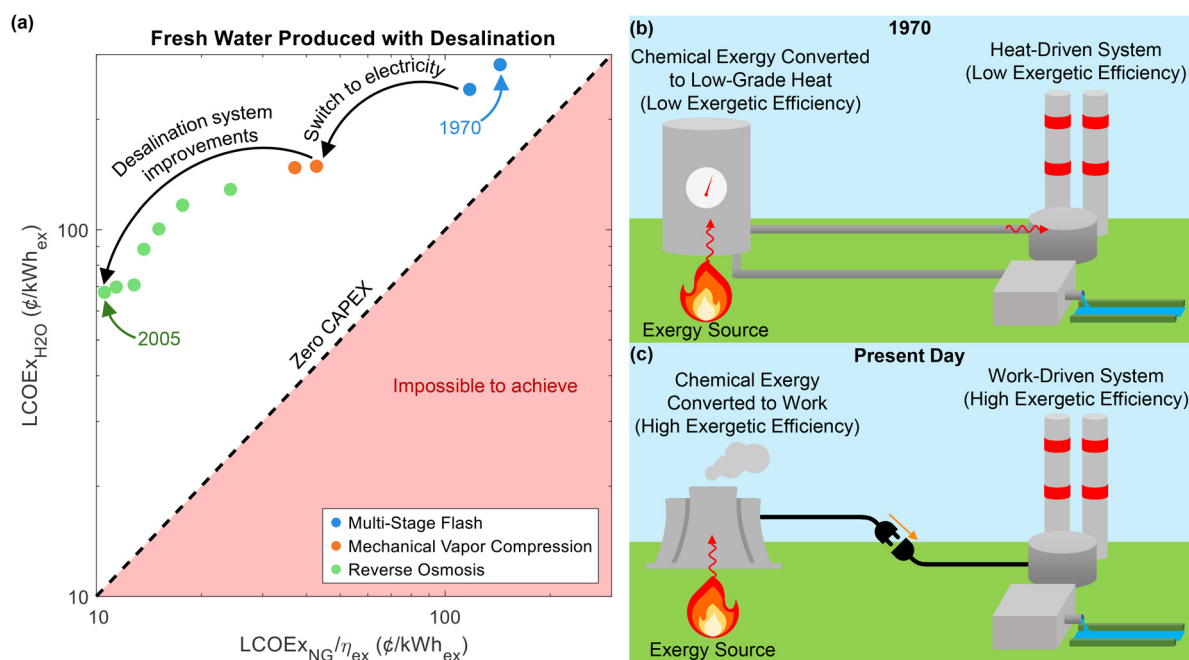 (a)
Fresh Water Produced with Desalination
LCOEx_H2O (¢/kWh_ex)
100
10
10
100
LCOEx_NG/η_ex (¢/kWh_ex)
Desalination system
improvements
Switch to electricity
1970
2005
Zero CAPEX
Impossible to achieve
Multi-Stage Flash
Mechanical Vapor Compression
Reverse Osmosis
(b)
1970
Chemical Exergy Converted
to Low-Grade Heat
(Low Exergetic Efficiency)
Heat-Driven System
(Low Exergetic Efficiency)
Exergy Source
(c)
Present Day
Chemical Exergy
Converted to Work
(High Exergetic Efficiency)
Work-Driven System
(High Exergetic Efficiency)
Exergy Source